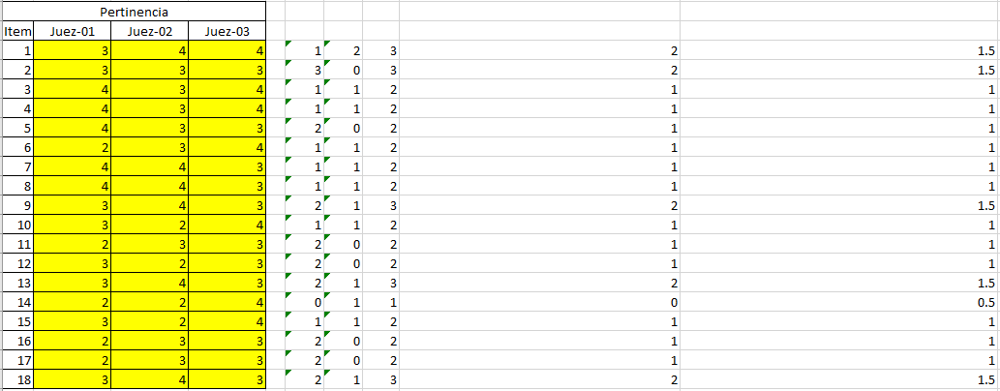 Pertinencia
Item Juez-01 Juez-02 Juez-03
1 3 4 4 1 2 3 2 1.5
2 3 3 3 3 0 3 2 1.5
3 4 3 4 1 1 2 1 1
4 4 3 4 1 1 2 1 1
5 4 3 3 2 0 2 1 1
6 2 3 4 1 1 2 1 1
7 4 4 3 1 1 2 1 1
8 4 4 3 1 1 2 1 1
9 3 4 3 2 1 3 2 1.5
10 3 2 4 1 1 2 1 1
11 2 3 3 2 0 2 1 1
12 3 2 3 2 0 2 1 1
13 3 4 3 2 1 3 2 1.5
14 2 2 4 0 1 1 0 0.5
15 3 2 4 1 1 2 1 1
16 2 3 3 2 0 2 1 1
17 2 3 3 2 0 2 1 1
18 3 4 3 2 1 3 2 1.5